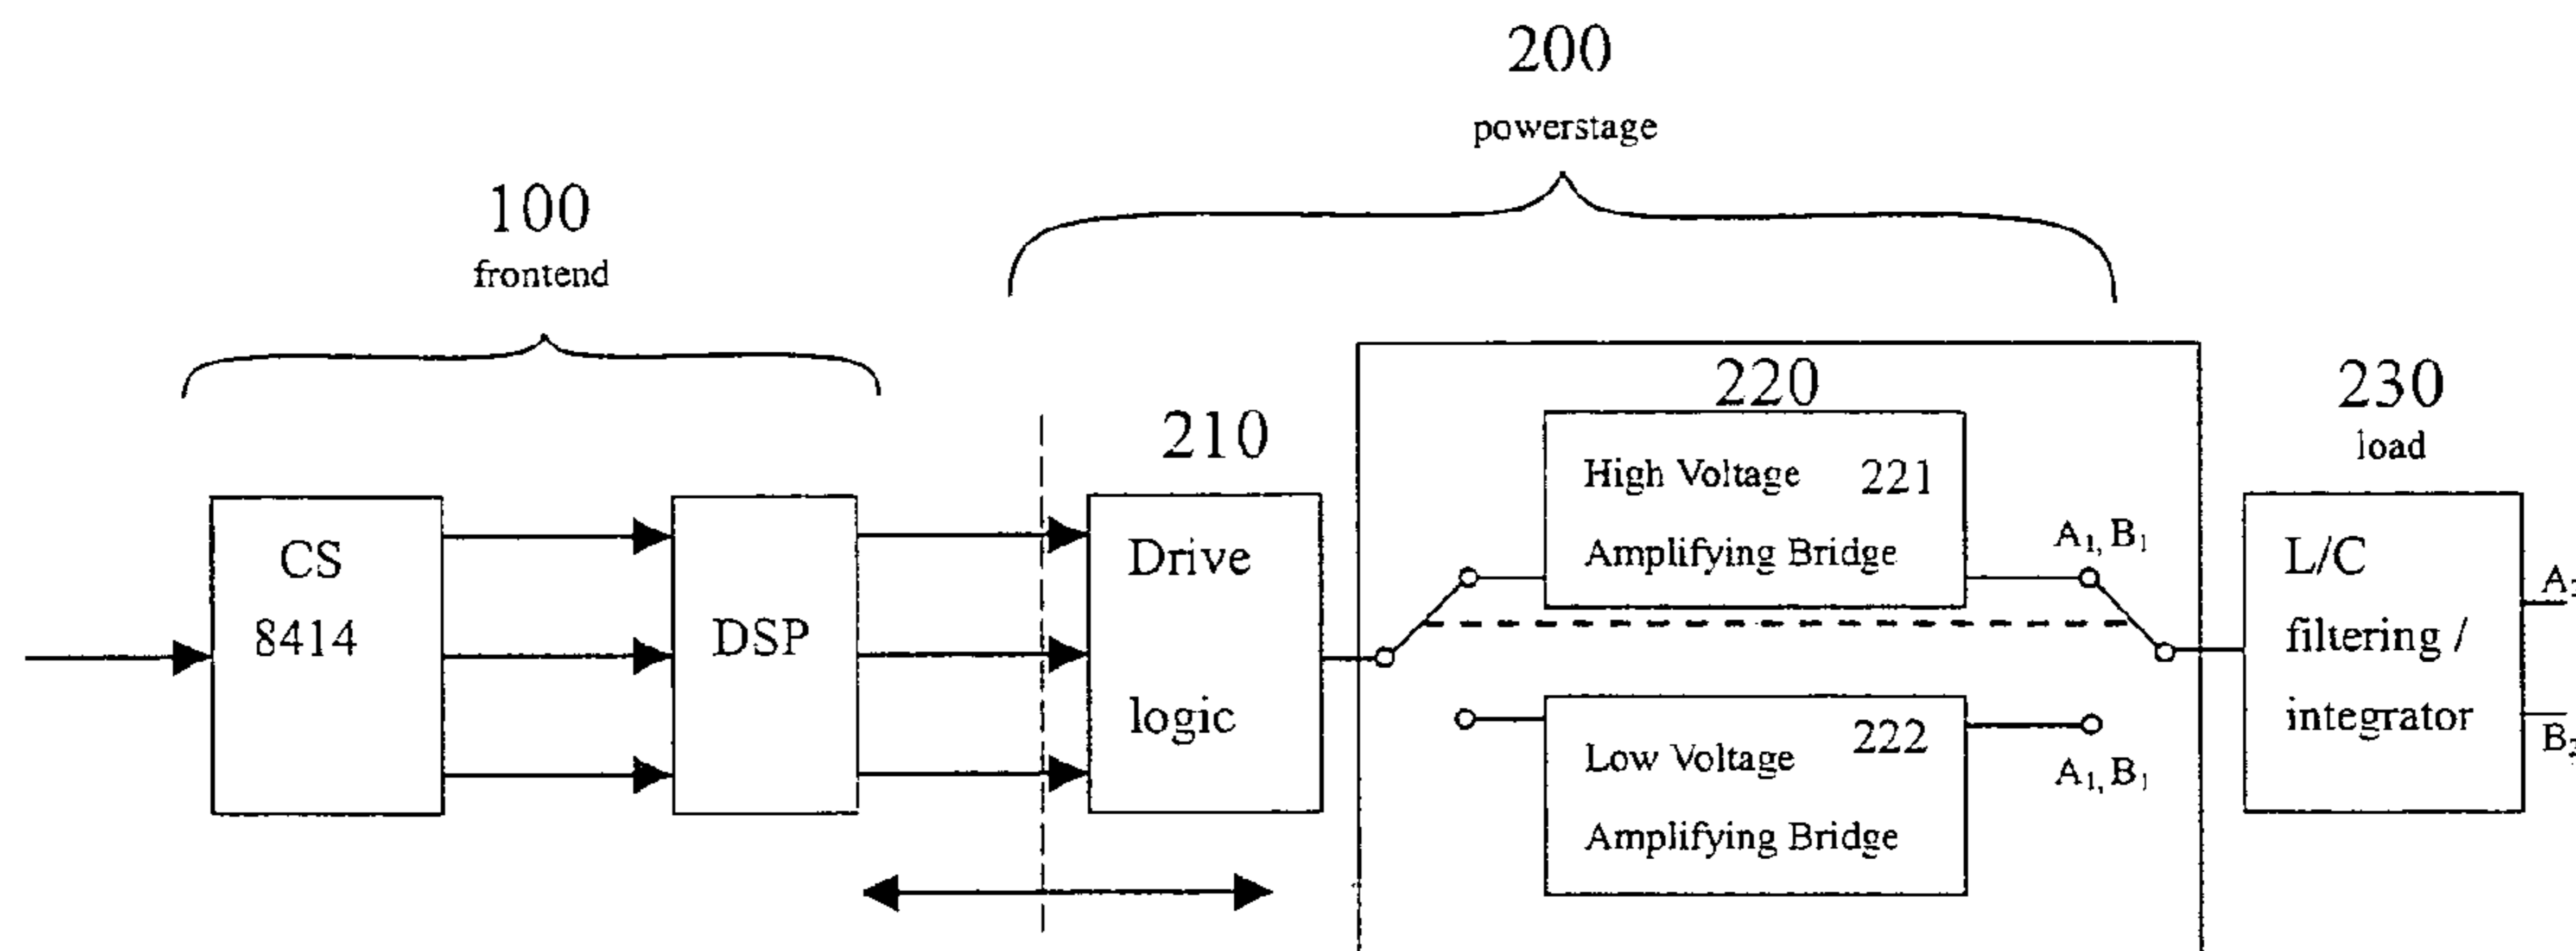 200
powerstage
100
frontend
CS
8414
DSP
210
Drive
logic
220
High Voltage 221
Amplifying Bridge
A₁, B₁
Low Voltage 222
Amplifying Bridge
A₁, B₁
230
load
L/C
filtering /
integrator